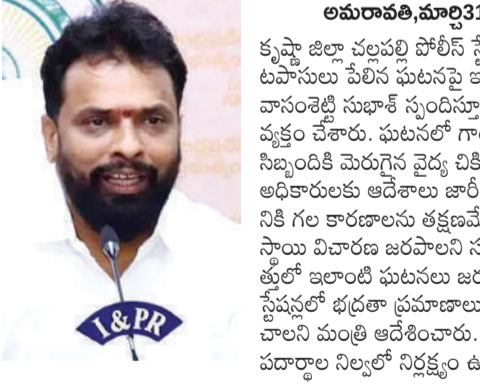 అమరావతి,మార్చి31
కృష్ణా జిల్లా చల్లపల్లి పోలీస్
టపాసులు పేలిన ఘటనపై
వాసంశెట్టి సుభాశ్ స్పందిస్తూ
వ్యక్తం చేశారు. ఘటనలో
సిబ్బందికి మెరుగైన వైద్య
అధికారులకు ఆదేశాలు జారీ
నికి గల కారణాలను తక్షణమే
స్థాయి విచారణ జరపాలని
త్తులో ఇలాంటి ఘటనలు
స్టేషన్లలో భద్రతా ప్రమాణాలు
చాలని మంత్రి ఆదేశించారు.
పదార్థాల నిల్వలో నిర్లక్ష్యం
I & PR